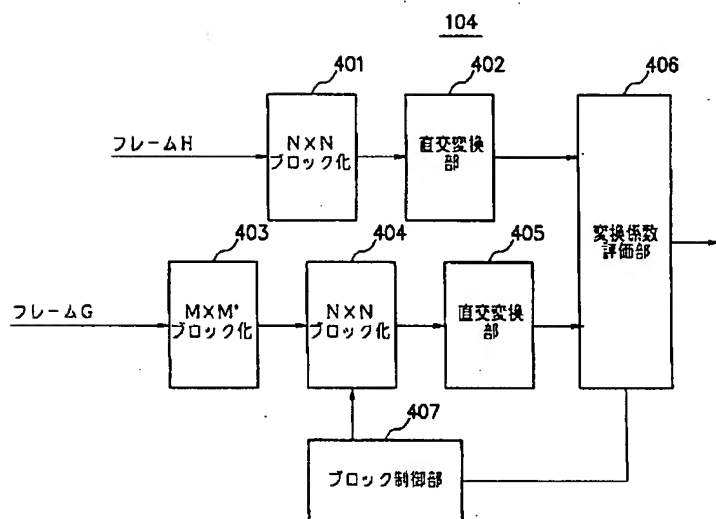 104
401
402
406
フレームH
N×N
ブロック化
直交変換
部
変換係数
評価部
403
404
405
フレームG
M×M'
ブロック化
N×N
ブロック化
直交変換
部
407
ブロック制御部